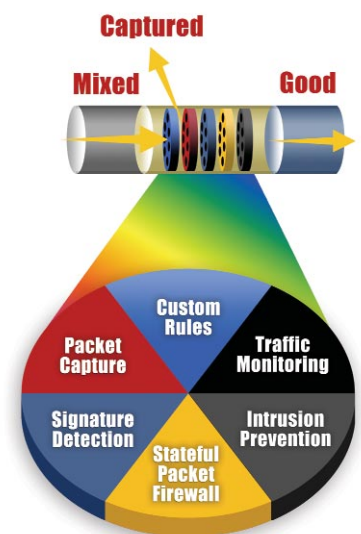 Captured
Mixed
Good
Custom
Rules
Packet
Capture
Traffic
Monitoring
Signature
Detection
Intrusion
Prevention
Stateful
Packet
Firewall